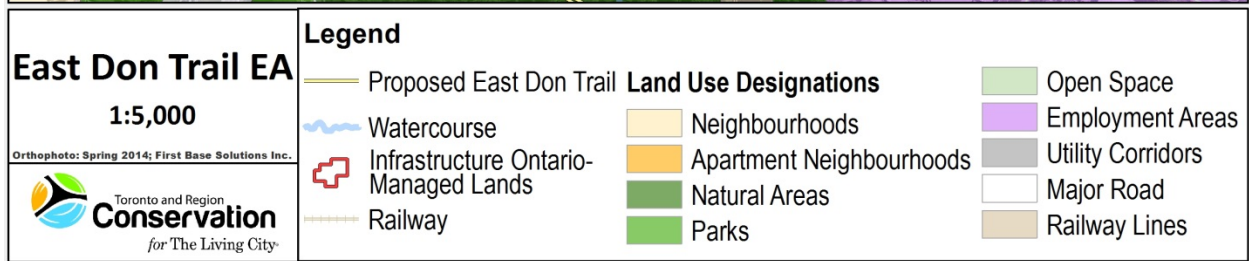 East Don Trail EA
1:5,000
Orthophoto: Spring 2014; First Base Solutions Inc.
Toronto and Region
Conservation
for The Living City
Legend
Proposed East Don Trail
Watercourse
Infrastructure Ontario-
Managed Lands
Railway
Land Use Designations
Neighbourhoods
Apartment Neighbourhoods
Natural Areas
Parks
Open Space
Employment Areas
Utility Corridors
Major Road
Railway Lines